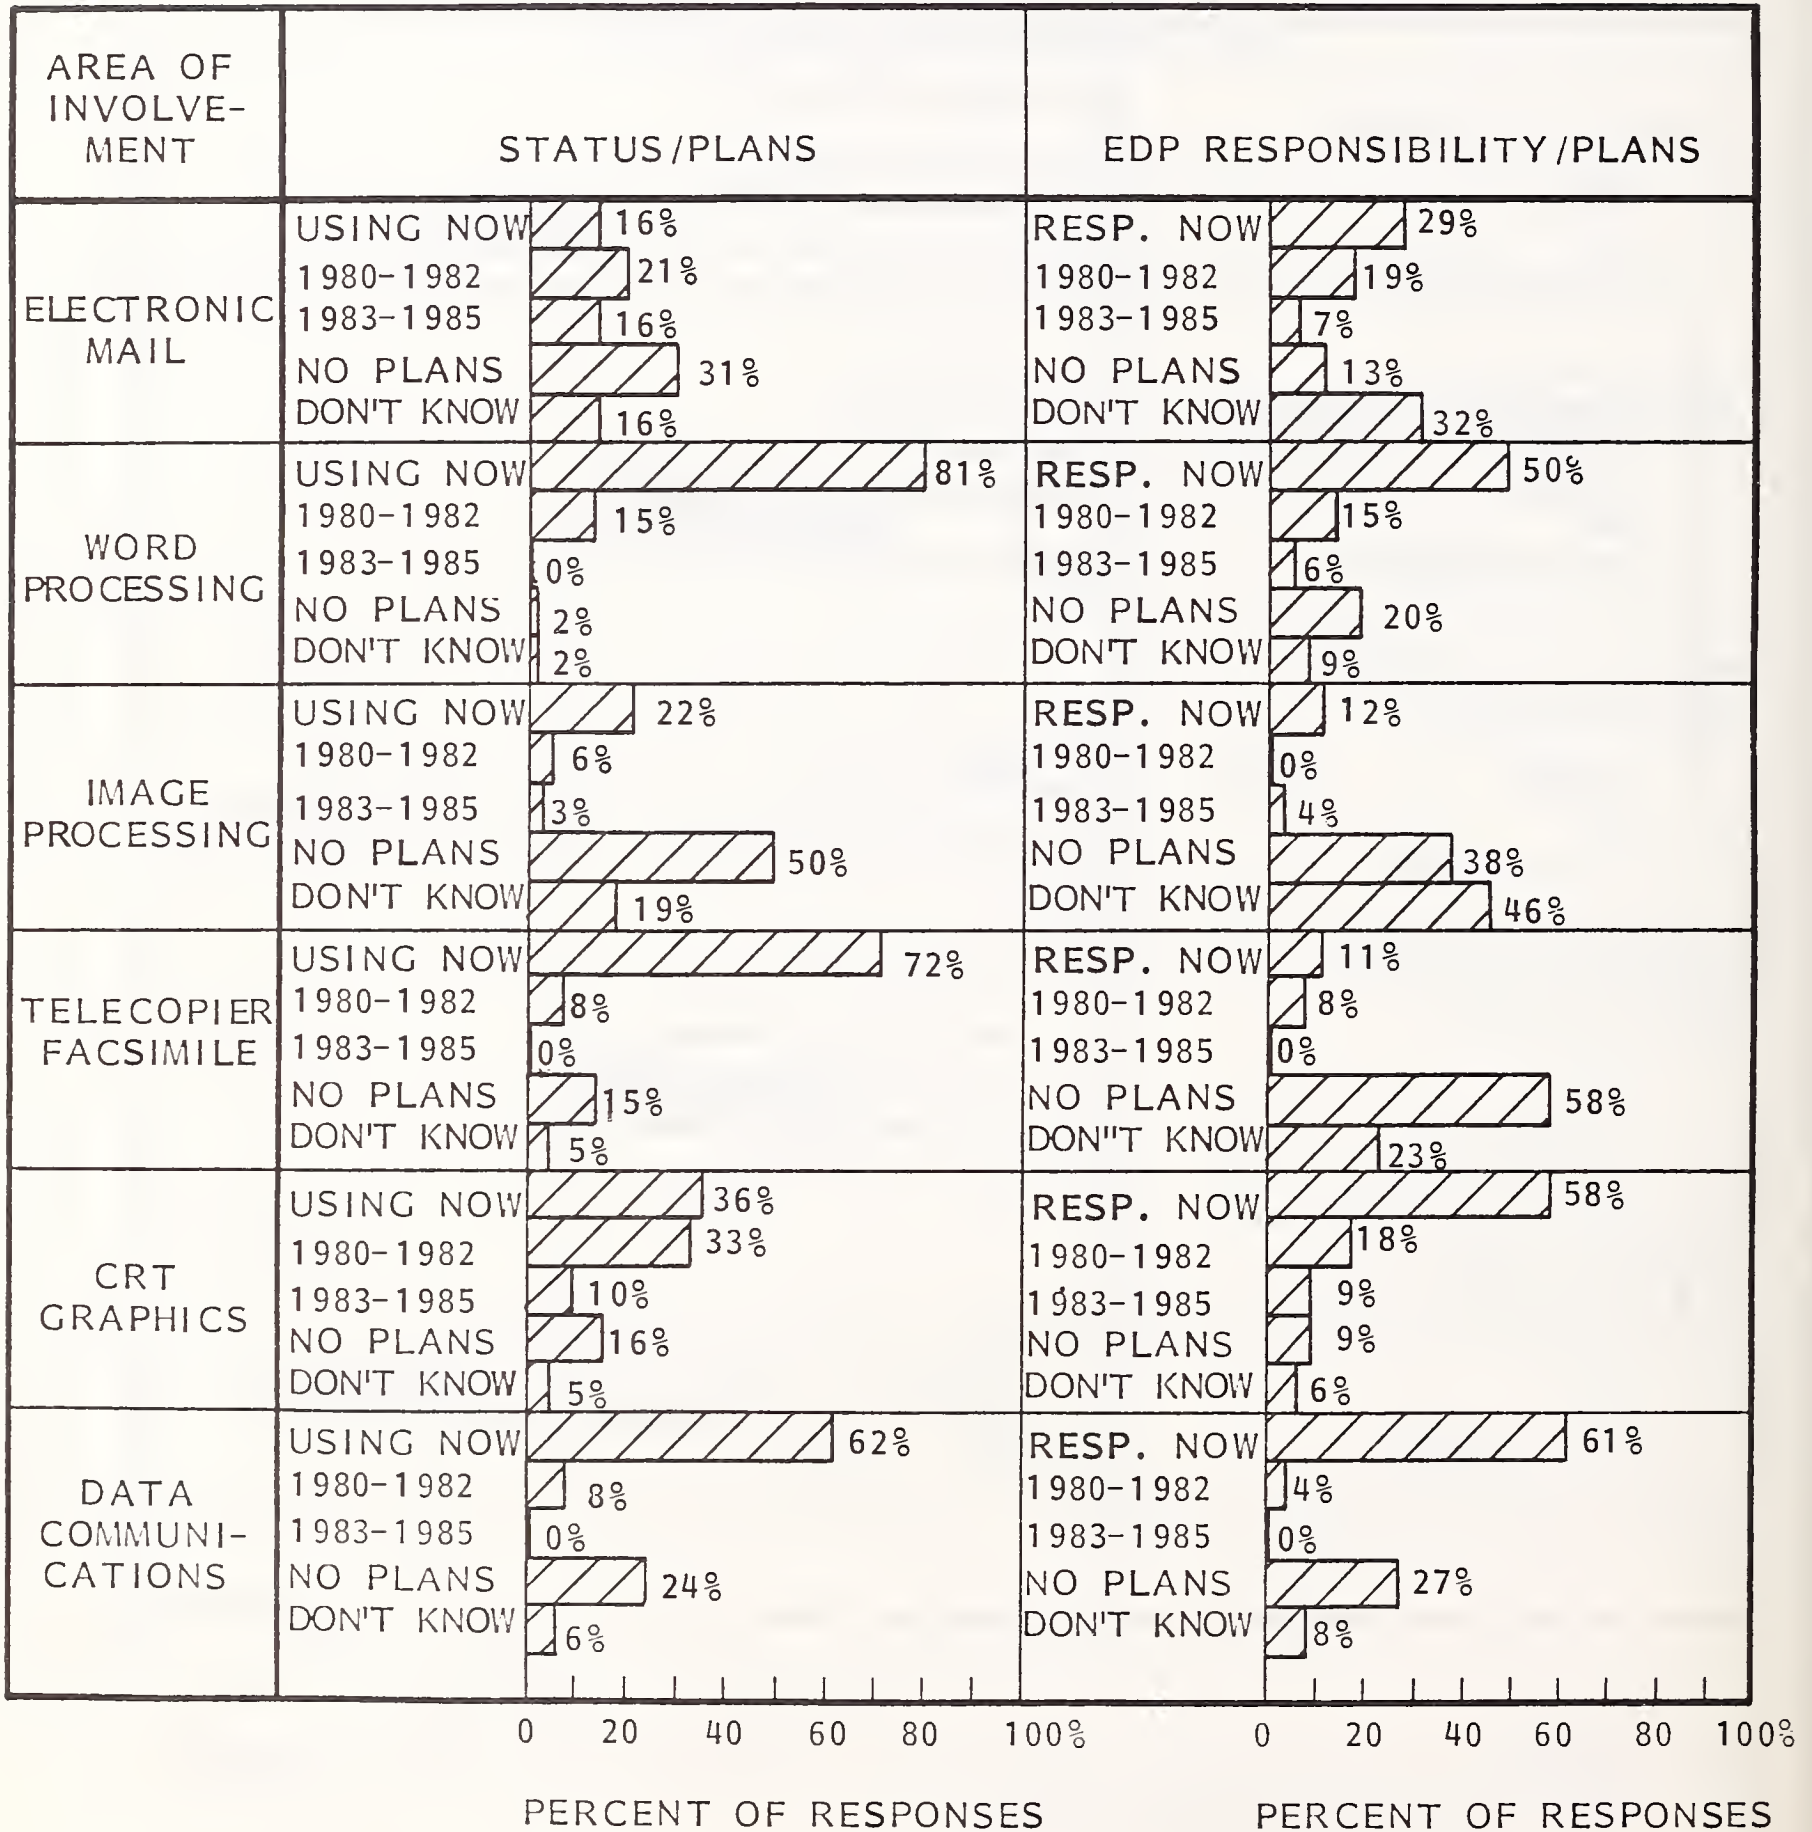 AREA OF
INVOLVE-
MENT
STATUS/PLANS
EDP RESPONSIBILITY/PLANS
ELECTRONIC
MAIL
USING NOW 16%
1980-1982 21%
1983-1985 16%
NO PLANS 31%
DON'T KNOW 16%
RESP. NOW 29%
1980-1982 19%
1983-1985 7%
NO PLANS 13%
DON'T KNOW 32%
WORD
PROCESSING
USING NOW 81%
1980-1982 15%
1983-1985 0%
NO PLANS 2%
DON'T KNOW 2%
RESP. NOW 50%
1980-1982 15%
1983-1985 6%
NO PLANS 20%
DON'T KNOW 9%
IMAGE
PROCESSING
USING NOW 22%
1980-1982 6%
1983-1985 3%
NO PLANS 50%
DON'T KNOW 19%
RESP. NOW 12%
1980-1982 0%
1983-1985 4%
NO PLANS 38%
DON'T KNOW 46%
TELECOPIER
FACSIMILE
USING NOW 72%
1980-1982 8%
1983-1985 0%
NO PLANS 15%
DON'T KNOW 5%
RESP. NOW 11%
1980-1982 8%
1983-1985 0%
NO PLANS 58%
DON"T KNOW 23%
CRT
GRAPHICS
USING NOW 36%
1980-1982 33%
1983-1985 10%
NO PLANS 16%
DON'T KNOW 5%
RESP. NOW 58%
1980-1982 18%
1983-1985 9%
NO PLANS 9%
DON'T KNOW 6%
DATA
COMMUNI-
CATIONS
USING NOW 62%
1980-1982 8%
1983-1985 0%
NO PLANS 24%
DON'T KNOW 6%
RESP. NOW 61%
1980-1982 4%
1983-1985 0%
NO PLANS 27%
DON'T KNOW 8%
0 20 40 60 80 100%
0 20 40 60 80 100%
PERCENT OF RESPONSES
PERCENT OF RESPONSES